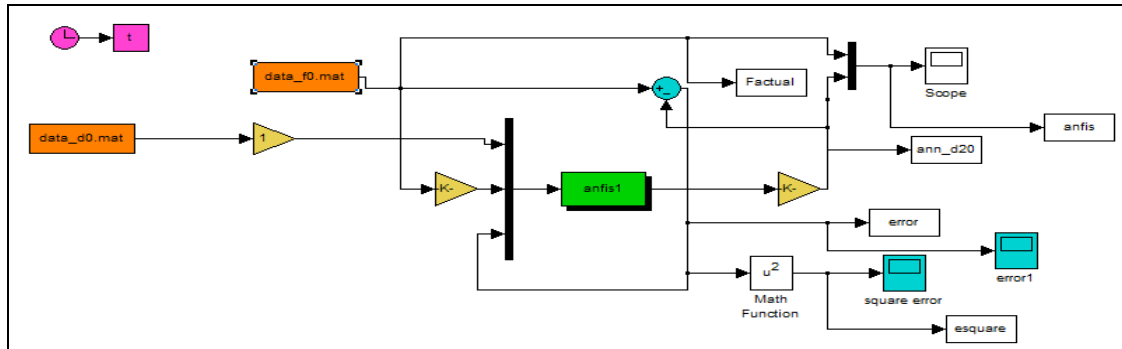 t
data_f0.mat
Factual
Scope
data_d0.mat
1
anfis
ann_d20
-K-
anfis1
-K-
error
error1
u2
Math
Function
square error
esquare
+
-